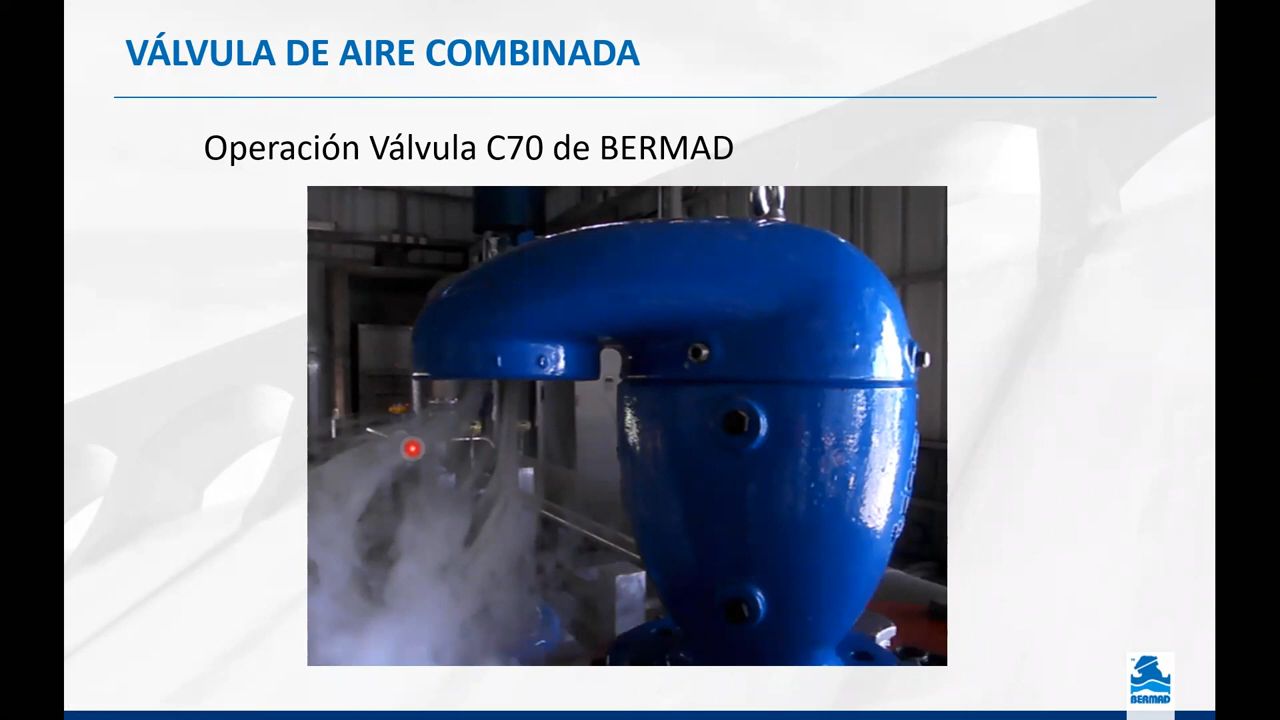 VÁLVULA DE AIRE COMBINADA
Operación Válvula C70 de BERMAD
BERMAD